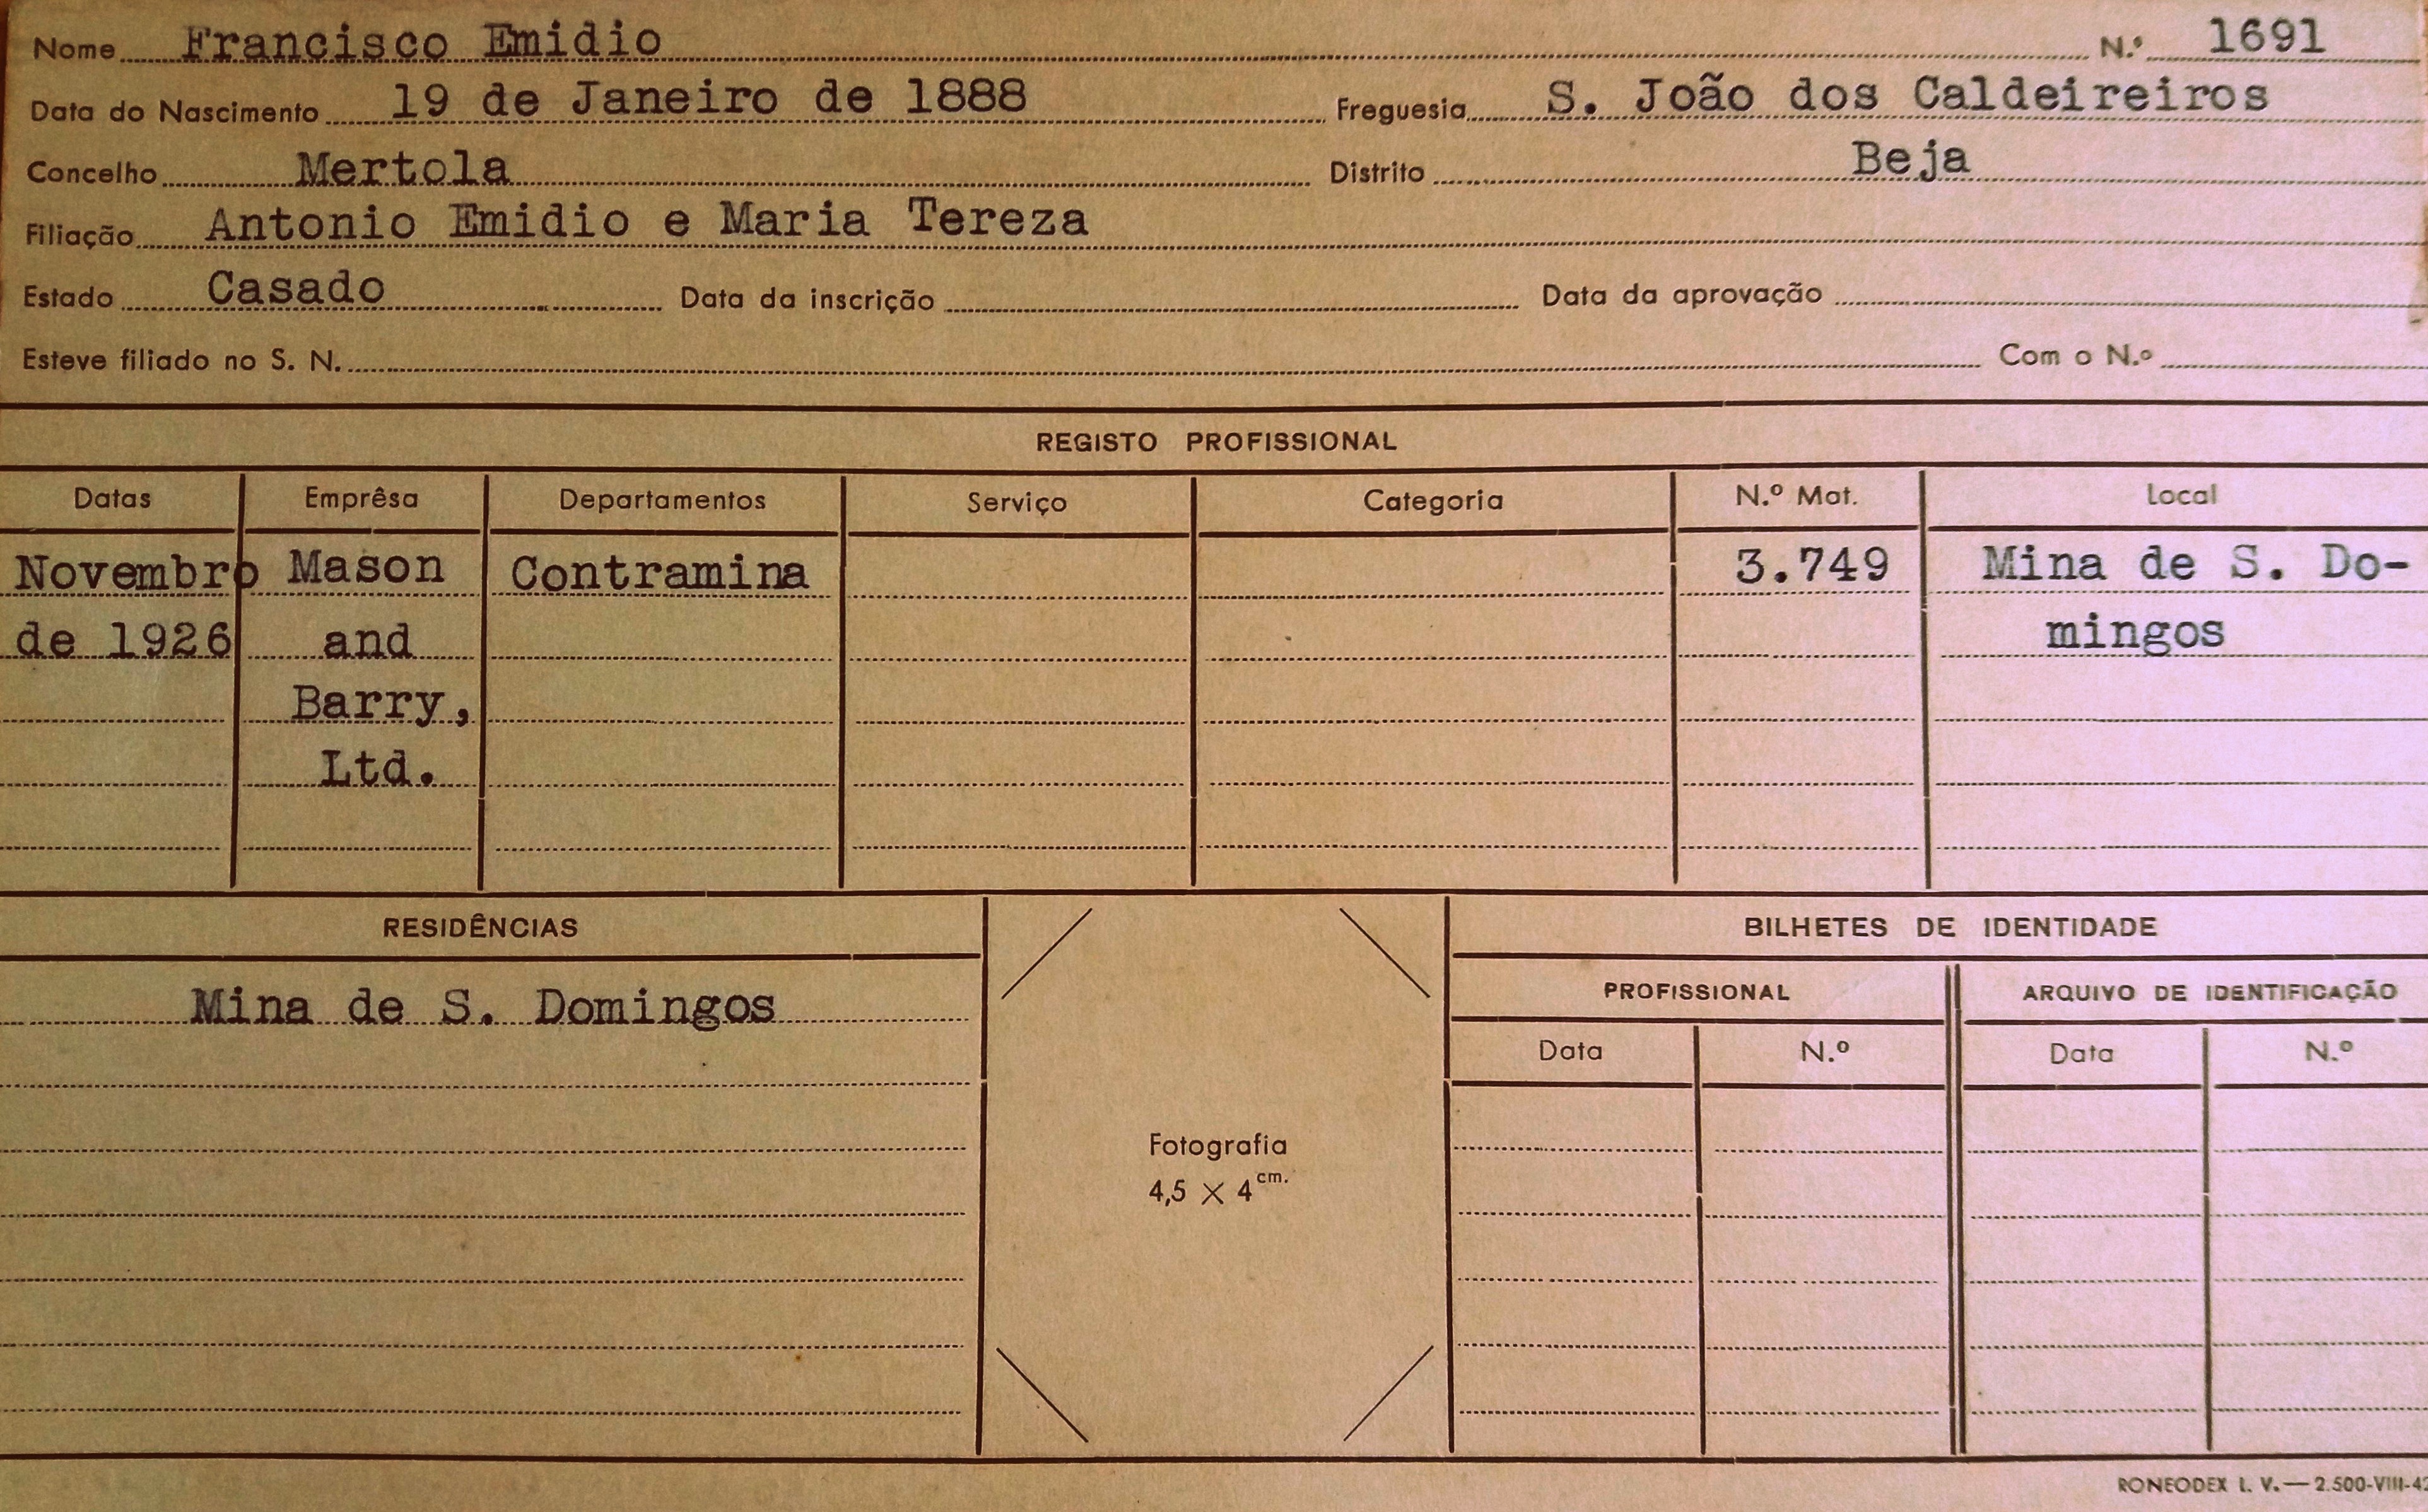 Nome Francisco Emidio N.º 1691
Data do Nascimento 19 de Janeiro de 1888 Freguesia S. João dos Caldeireiros
Concelho Mertola Distrito Beja
Filiação Antonio Emidio e Maria Tereza
Estado Casado Data da inscrição Data da aprovação
Esteve filiado no S. N. Com o N.º
REGISTO PROFISSIONAL
Datas Emprêsa Departamentos Serviço Categoria N.º Mat. Local
Novembro Mason Contramina 3.749 Mina de S. Do-
de 1926 and mingos
Barry,
Ltd.
RESIDÊNCIAS BILHETES DE IDENTIDADE
PROFISSIONAL ARQUIVO DE IDENTIFICAÇÃO
Mina de S. Domingos
Data N.º Data N.º
Fotografia
4,5 × 4 cm.
RONEODEX L. V. — 2.500-VIII-42